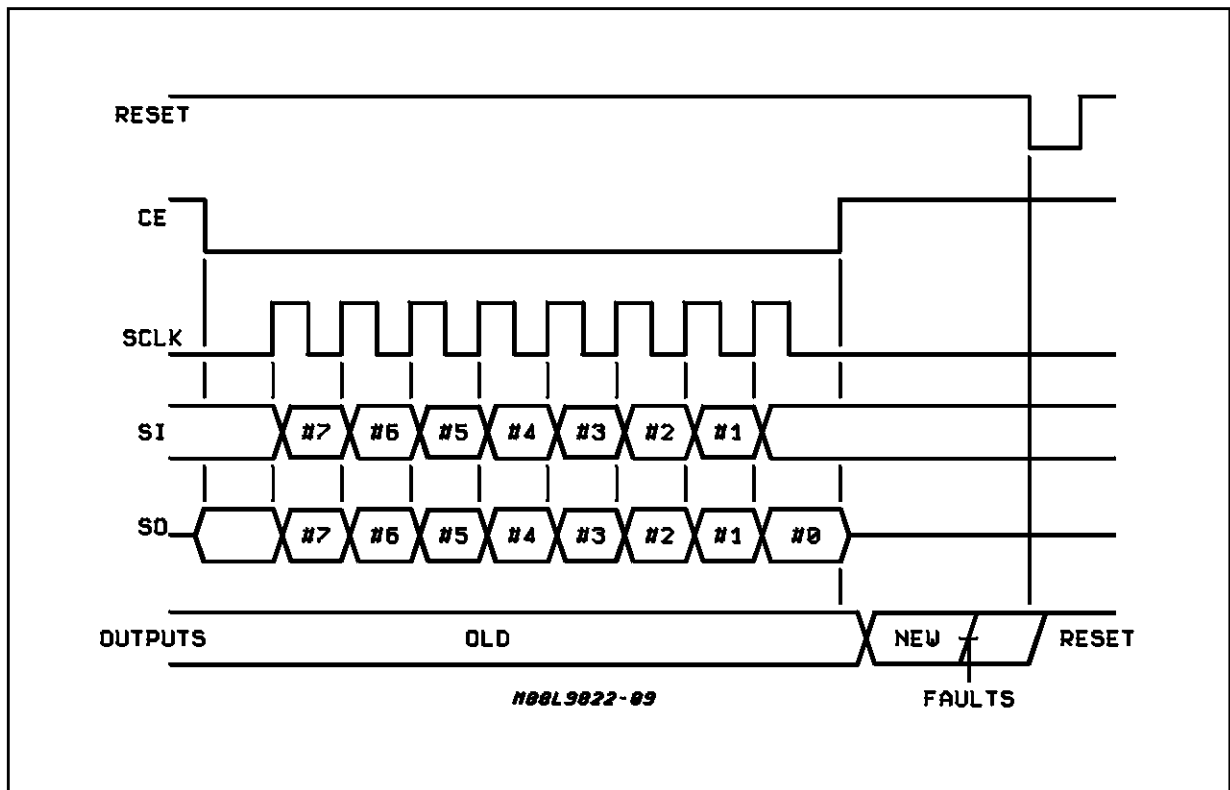 RESET
CE
SCLK
SI #7 #6 #5 #4 #3 #2 #1
SO #7 #6 #5 #4 #3 #2 #1 #0
OUTPUTS OLD NEW RESET
M00L9822-09
FAULTS